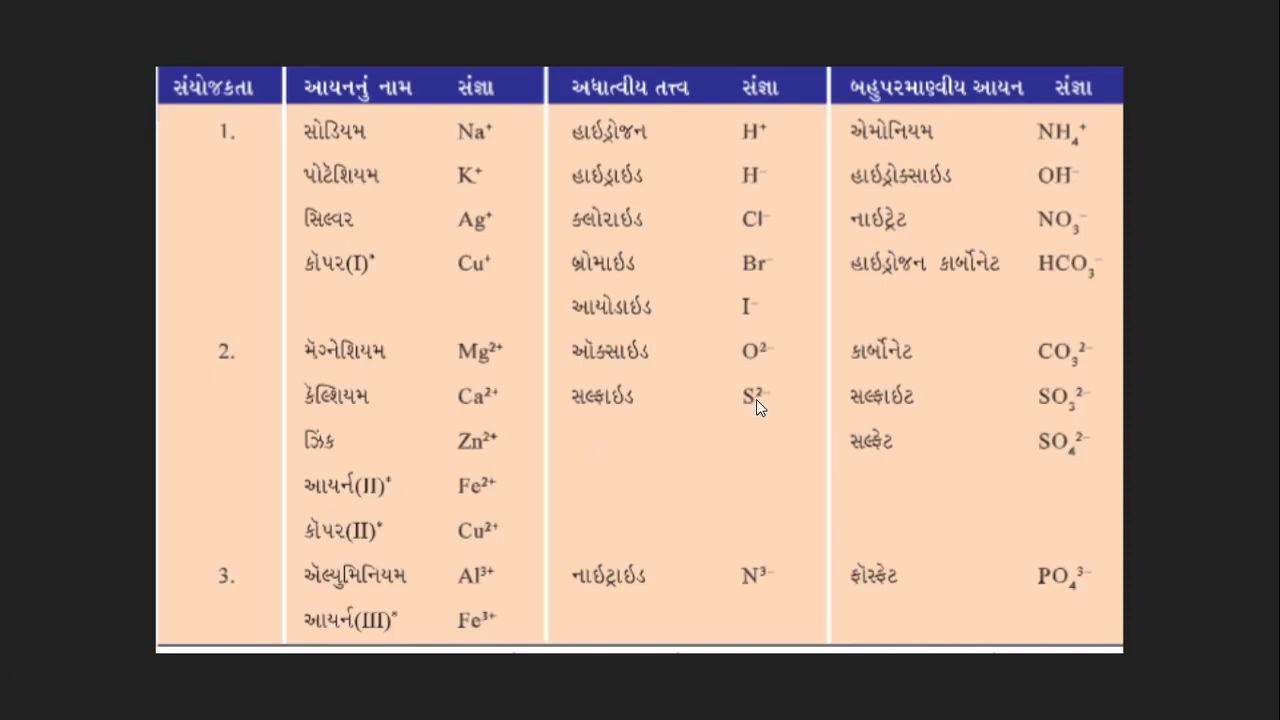 સંયોજકતા આયનનું નામ સંજ્ઞા અધાત્વીય તત્ત્વ સંજ્ઞા બહુપરમાણ્વીય આયન સંજ્ઞા
1. સોડિયમ Na⁺ હાઇડ્રોજન H⁺ એમોનિયમ NH₄⁺
પોટૅશિયમ K⁺ હાઇડ્રાઇડ H⁻ હાઇડ્રોક્સાઇડ OH⁻
સિલ્વર Ag⁺ ક્લોરાઇડ Cl⁻ નાઇટ્રેટ NO₃⁻
કૉપર(I)* Cu⁺ બ્રોમાઇડ Br⁻ હાઇડ્રોજન કાર્બોનેટ HCO₃⁻
આયોડાઇડ I⁻
2. મૅગ્નેશિયમ Mg²⁺ ઑક્સાઇડ O²⁻ કાર્બોનેટ CO₃²⁻
કૅલ્શિયમ Ca²⁺ સલ્ફાઇડ S²⁻ સલ્ફાઇટ SO₃²⁻
ઝિંક Zn²⁺ સલ્ફેટ SO₄²⁻
આયર્ન(II)* Fe²⁺
કૉપર(II)* Cu²⁺
3. ઍલ્યુમિનિયમ Al³⁺ નાઇટ્રાઇડ N³⁻ ફૉસ્ફેટ PO₄³⁻
આયર્ન(III)* Fe³⁺